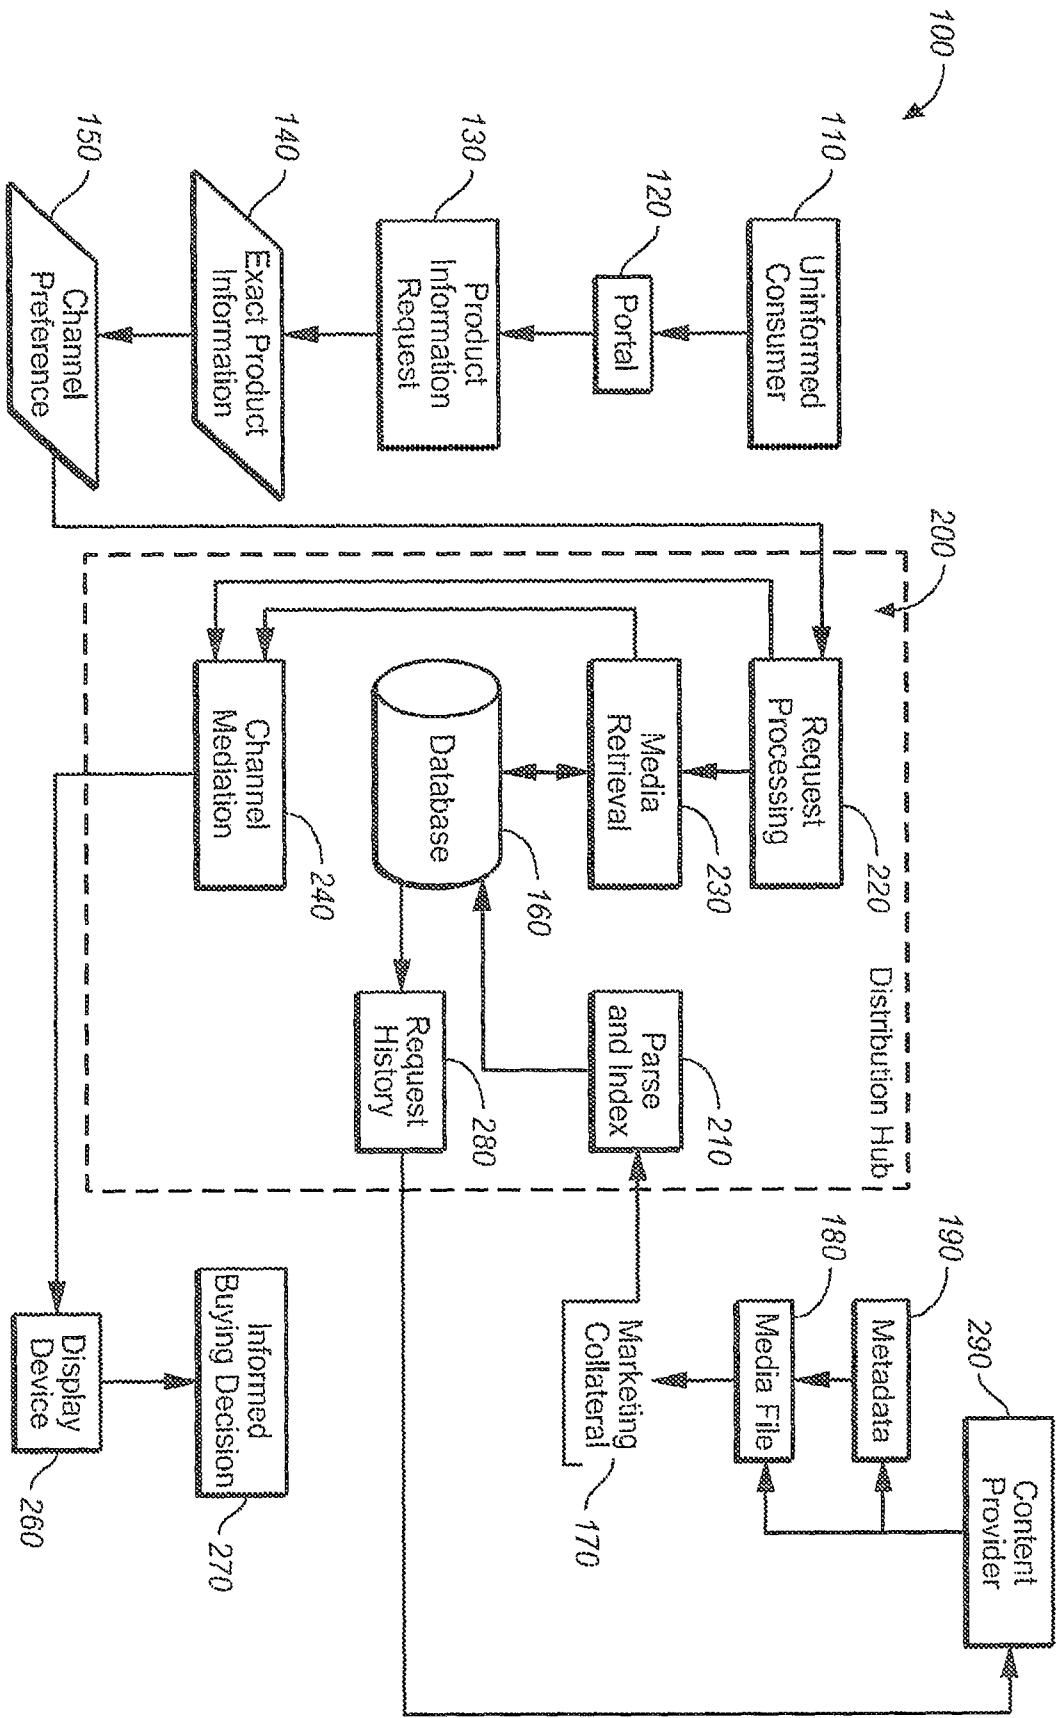 100
110
Uninformed
Consumer
120
Portal
130
Product
Information
Request
140
Exact Product
Information
150
Channel
Preference
200
Distribution Hub
Request
Processing
220
Media
Retrieval
230
Database
160
Channel
Mediation
240
Parse
and Index
210
Request
History
280
290
Content
Provider
190
Metadata
180
Media File
Marketing
Collateral
170
Informed
Buying Decision
270
Display
Device
260